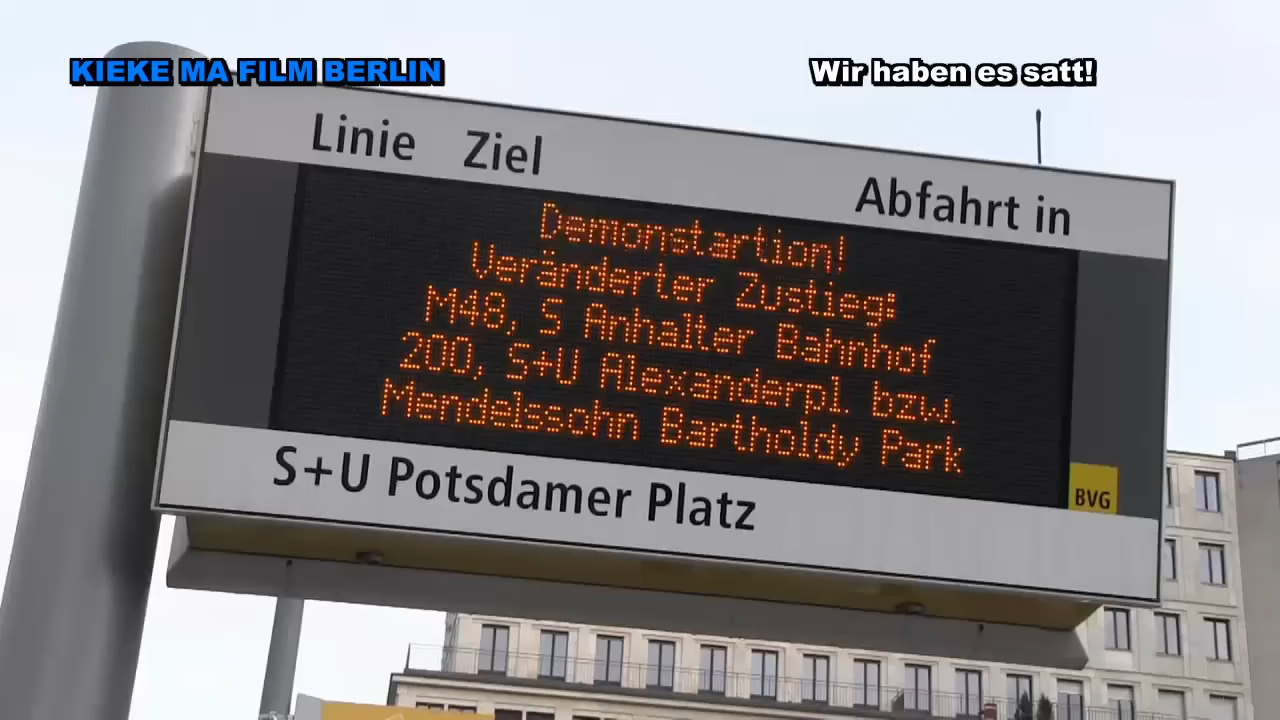 KIEKE MA FILM BERLIN
Wir haben es satt!
Linie Ziel Abfahrt in
Demonstartion!
Veränderter Zustieg:
M48, S Anhalter Bahnhof
200, S+U Alexanderpl. bzw.
Mendelssohn Bartholdy Park
BVG
S+U Potsdamer Platz